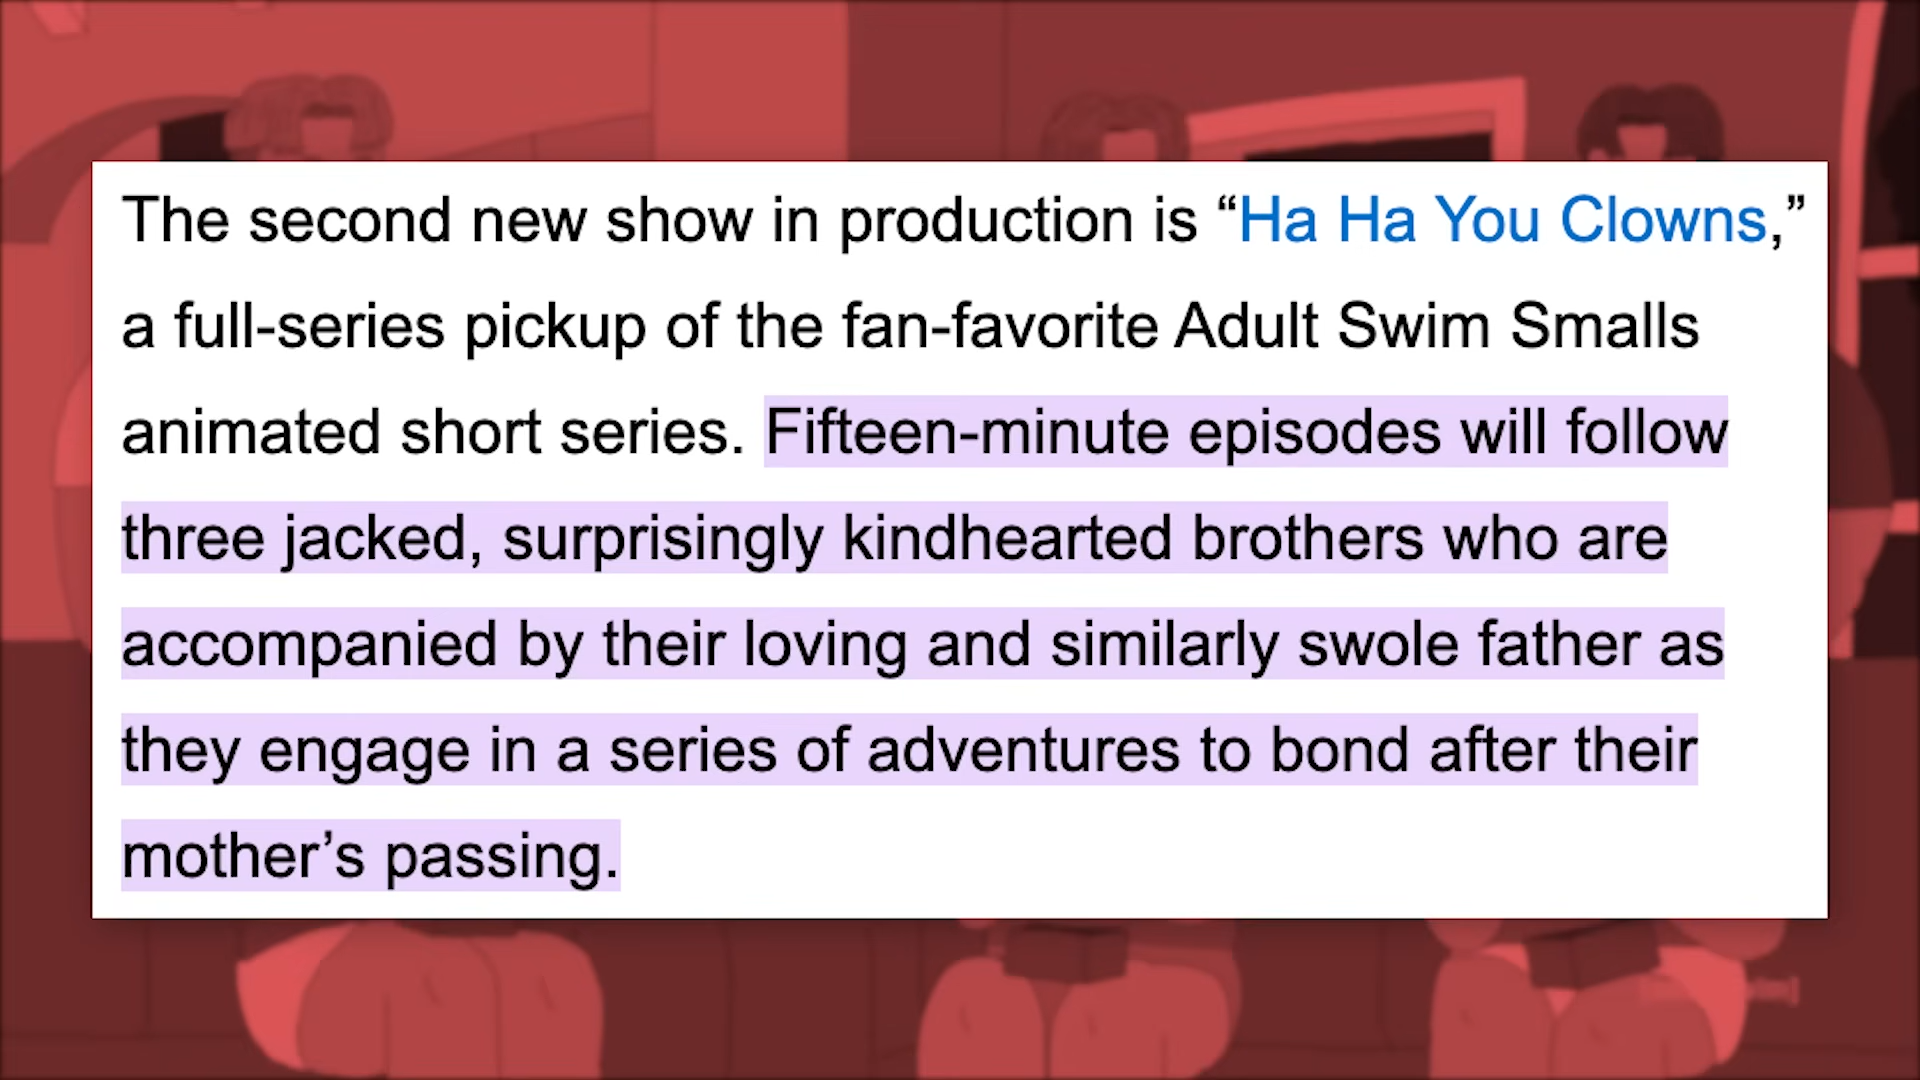 The second new show in production is “Ha Ha You Clowns,”
a full-series pickup of the fan-favorite Adult Swim Smalls
animated short series. Fifteen-minute episodes will follow
three jacked, surprisingly kindhearted brothers who are
accompanied by their loving and similarly swole father as
they engage in a series of adventures to bond after their
mother’s passing.